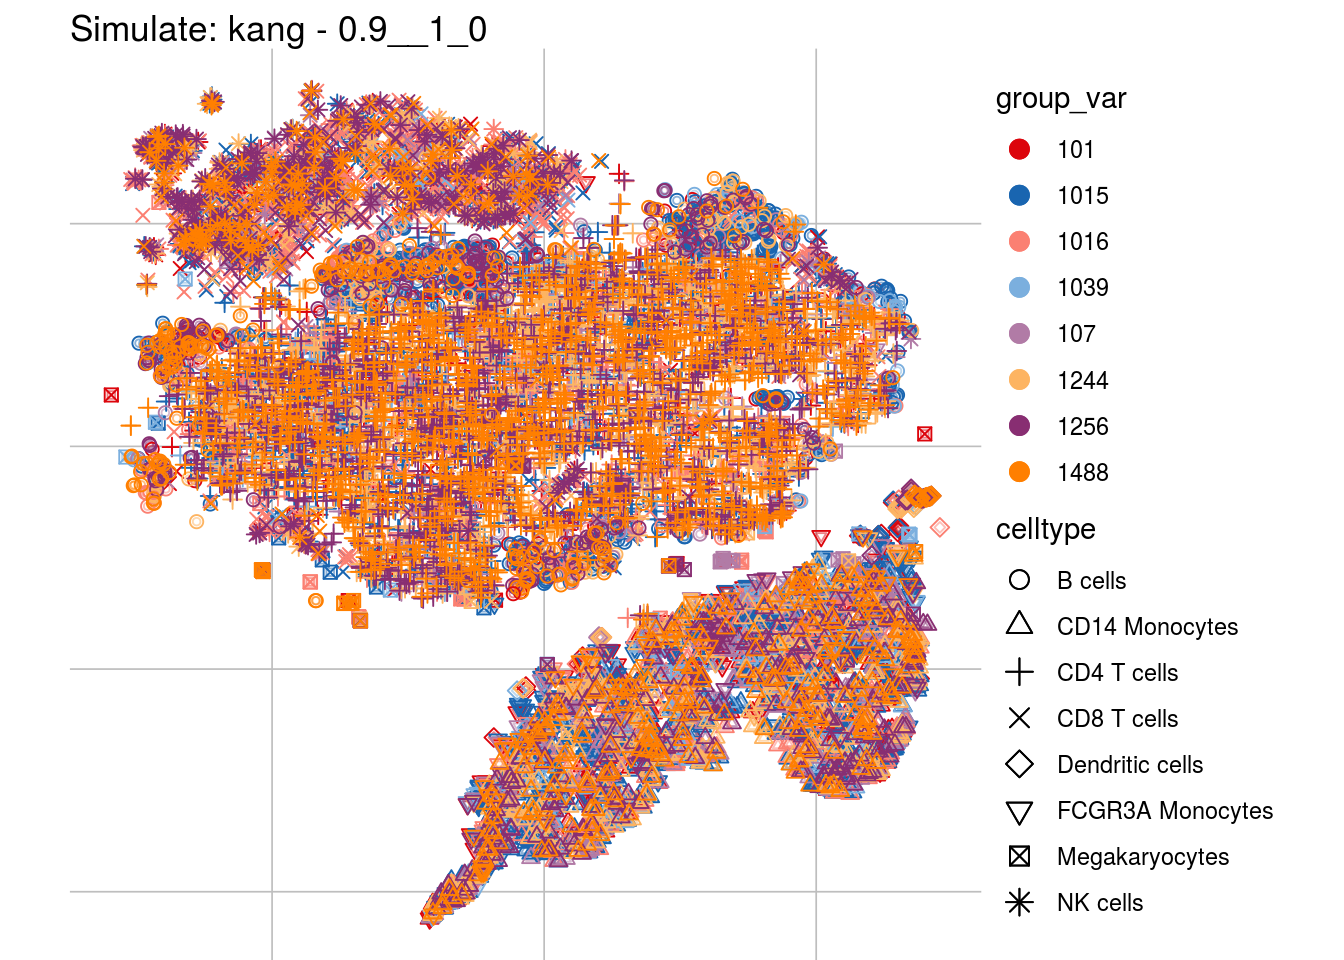 Simulate: kang - 0.9__1_0
group_var
101
1015
1016
1039
107
1244
1256
1488
celltype
B cells
CD14 Monocytes
CD4 T cells
CD8 T cells
Dendritic cells
FCGR3A Monocytes
Megakaryocytes
NK cells